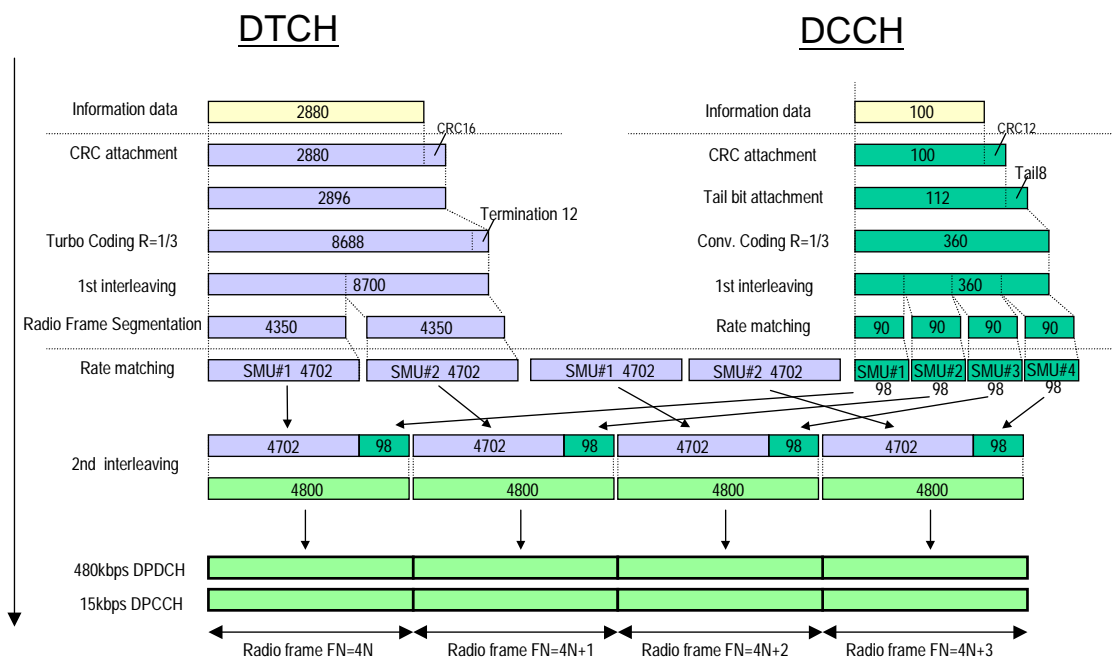 DTCH DCCH
Information data 2880 Information data 100
CRC16 CRC12
CRC attachment 2880 CRC attachment 100
Tail8
2896 Tail bit attachment 112
Termination 12
Turbo Coding R=1/3 8688 Conv. Coding R=1/3 360
1st interleaving 8700 1st interleaving 360
Radio Frame Segmentation 4350 4350 Rate matching 90 90 90 90
Rate matching SMU#1 4702 SMU#2 4702 SMU#1 4702 SMU#2 4702 SMU#1 SMU#2 SMU#3 SMU#4
98 98 98 98
4702 98 4702 98 4702 98 4702 98
2nd interleaving
4800 4800 4800 4800
480kbps DPDCH
15kbps DPCCH
Radio frame FN=4N Radio frame FN=4N+1 Radio frame FN=4N+2 Radio frame FN=4N+3